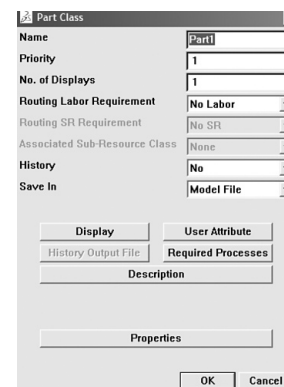 Part Class
Name Part1
Priority 1
No. of Displays 1
Routing Labor Requirement No Labor
Routing SR Requirement No SR
Associated Sub-Resource Class None
History No
Save In Model File
Display User Attribute
History Output File Required Processes
Description
Properties
OK Cancel